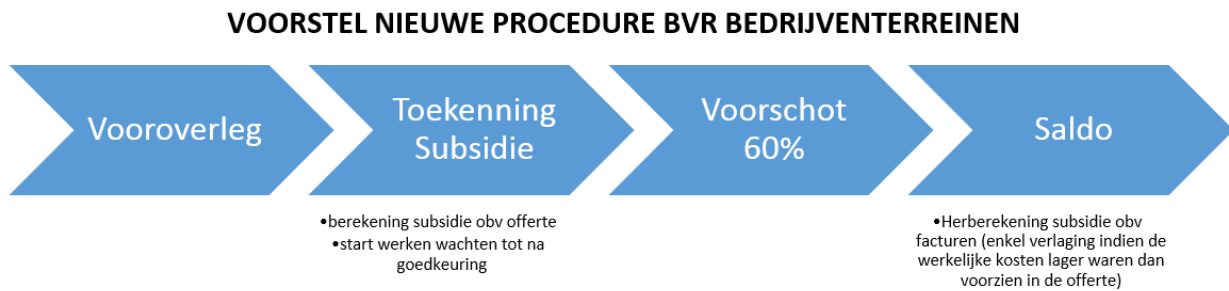 VOORSTEL NIEUWE PROCEDURE BVR BEDRIJVENTERREINEN
Vooroverleg
Toekenning
Subsidie
•berekening subsidie obv offerte
•start werken wachten tot na
goedkeuring
Voorschot
60%
Saldo
•Herberekening subsidie obv
facturen (enkel verlaging indien de
werkelijke kosten lager waren dan
voorzien in de offerte)